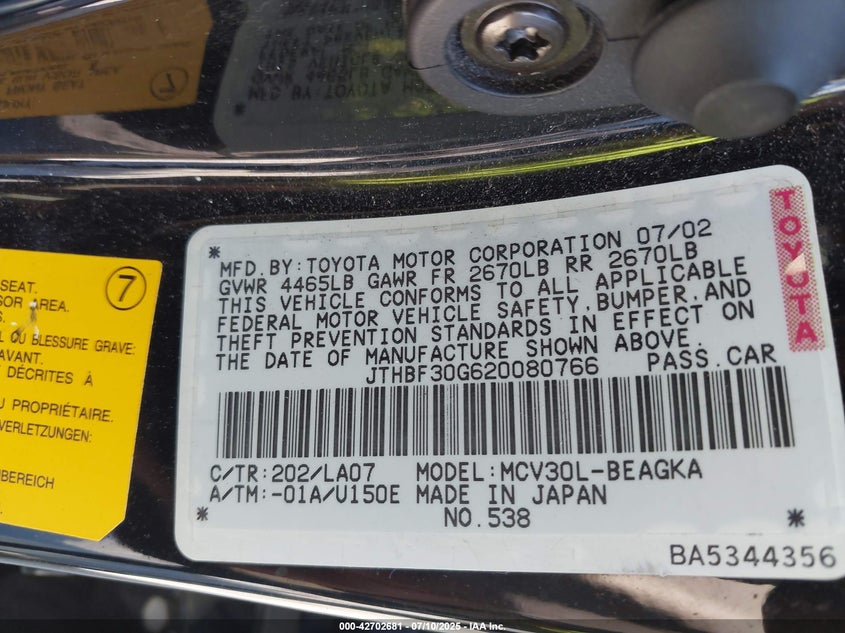 MFD.BY:TOYOTA MOTOR CORPORATION 07/02
GVWR 4465LB GAWR FR 2670LB RR 2670LB
THIS VEHICLE CONFORMS TO ALL APPLICABLE
FEDERAL MOTOR VEHICLE SAFETY,BUMPER,AND
THEFT PREVENTION STANDARDS IN EFFECT ON
THE DATE OF MANUFACTURE SHOWN ABOVE.
JTHBF30G620080766 PASS.CAR
C/TR:202/LA07 MODEL:MCV30L-BEAGKA
A/TM:-01A/U150E MADE IN JAPAN
NO.538
BA5344356
TOYOTA
7
SEAT.
SOR AREA.
OU BLESSURE GRAVE:
AVANT.
DÉCRITES À
U PROPRIÉTAIRE.
VERLETZUNGEN:
BEREICH
000-42702681 - 07/10/2025 - IAA Inc.